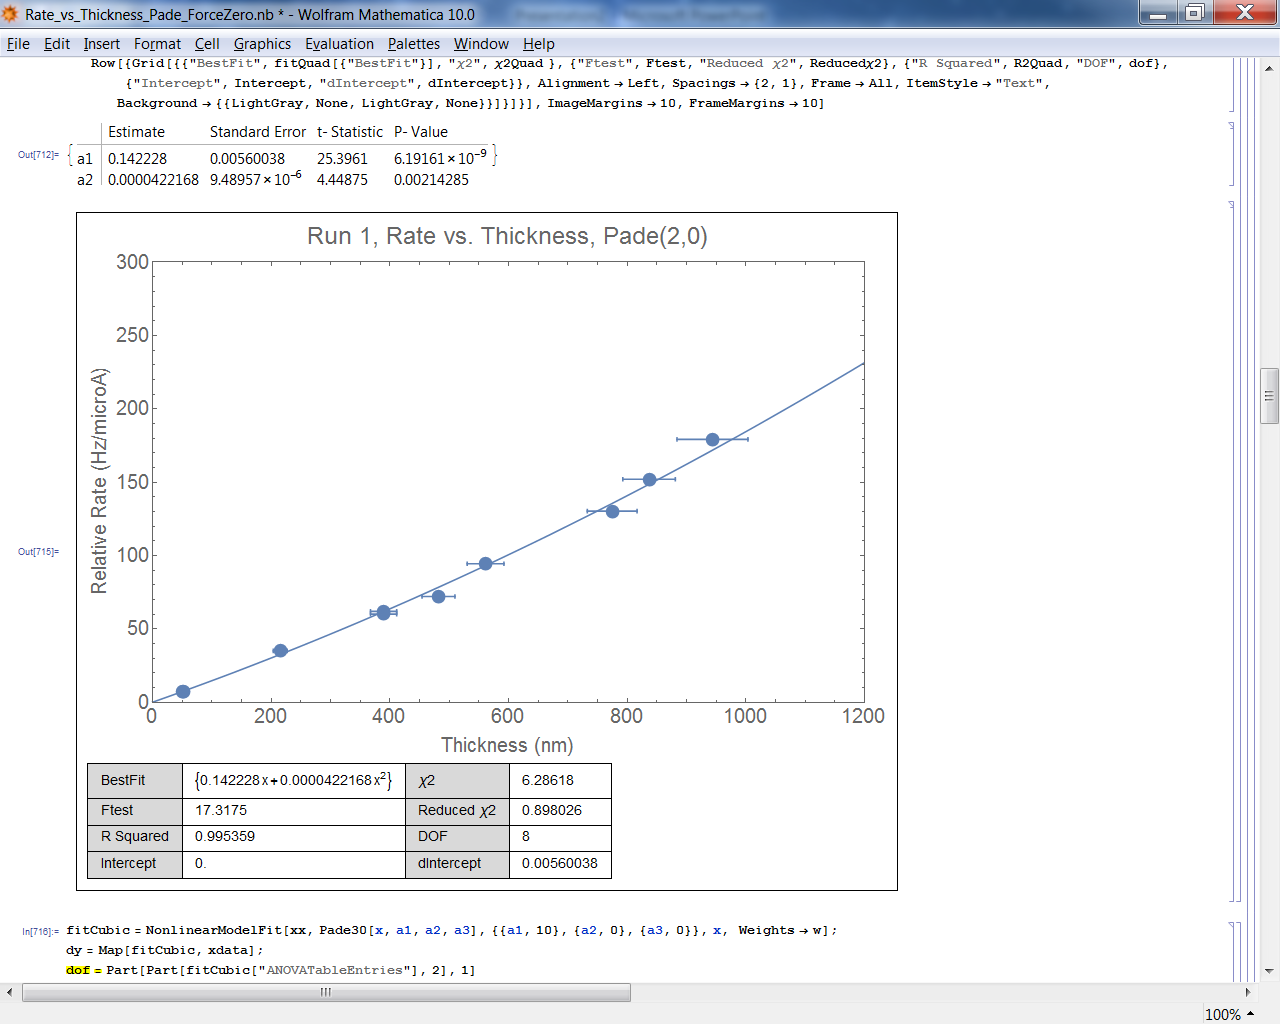 Rate_vs_Thickness_Pade_ForceZero.nb * - Wolfram Mathematica 10.0
File Edit Insert Format Cell Graphics Evaluation Palettes Window Help
Row[{Grid[{{"BestFit", fitQuad[{"BestFit"}], "χ2", χ2Quad }, {"Ftest", Ftest, "Reduced χ2", Reducedχ2}, {"R Squared", R2Quad, "DOF", dof},
{"Intercept", Intercept, "dIntercept", dIntercept}}, Alignment → Left, Spacings → {2, 1}, Frame → All, ItemStyle → "Text",
Background → {{LightGray, None, LightGray, None}}]}]}], ImageMargins → 10, FrameMargins → 10]
Estimate Standard Error t- Statistic P- Value
Out[712]= { a1 0.142228 0.00560038 25.3961 6.19161 × 10⁻⁹ }
a2 0.0000422168 9.48957 × 10⁻⁶ 4.44875 0.00214285
Run 1, Rate vs. Thickness, Pade(2,0)
300
250
200
150
100
50
0
Relative Rate (Hz/microA)
Out[715]=
0 200 400 600 800 1000 1200
Thickness (nm)
BestFit {0.142228 x + 0.0000422168 x²} χ2 6.28618
Ftest 17.3175 Reduced χ2 0.898026
R Squared 0.995359 DOF 8
Intercept 0. dIntercept 0.00560038
In[716]:= fitCubic = NonlinearModelFit[xx, Pade30[x, a1, a2, a3], {{a1, 10}, {a2, 0}, {a3, 0}}, x, Weights → w];
dy = Map[fitCubic, xdata];
dof = Part[Part[fitCubic["ANOVATableEntries"], 2], 1]
100%